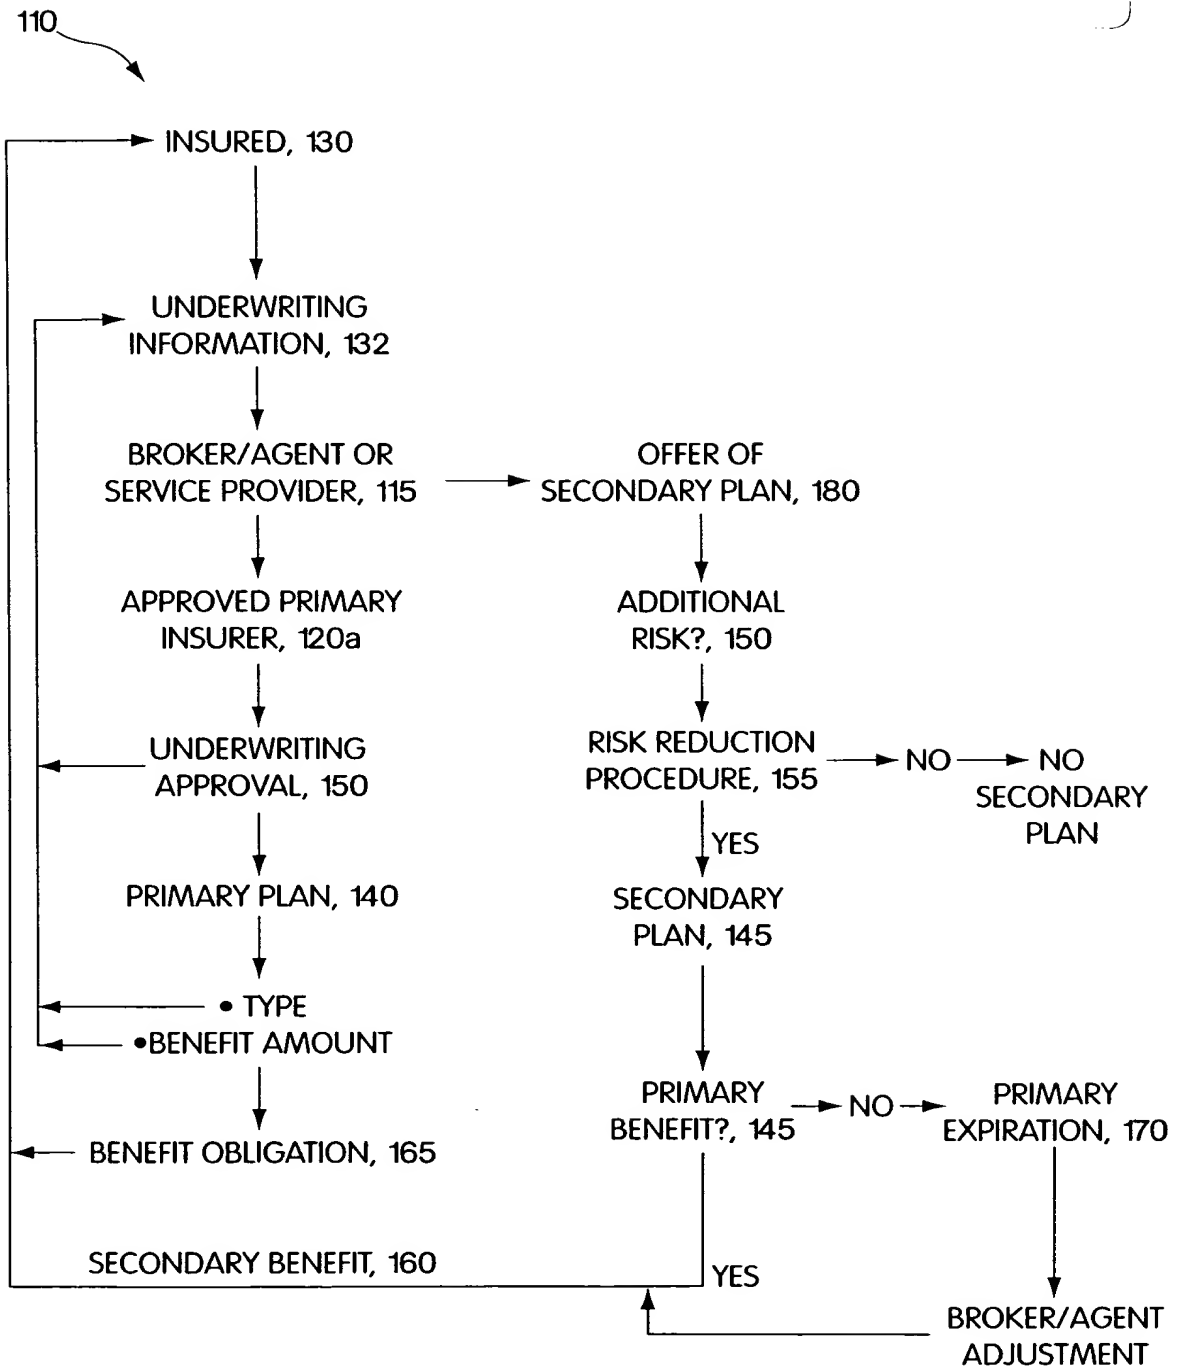 110
INSURED, 130
UNDERWRITING
INFORMATION, 132
BROKER/AGENT OR
SERVICE PROVIDER, 115
OFFER OF
SECONDARY PLAN, 180
APPROVED PRIMARY
INSURER, 120a
ADDITIONAL
RISK?, 150
UNDERWRITING
APPROVAL, 150
RISK REDUCTION
PROCEDURE, 155
NO
NO
SECONDARY
PLAN
YES
PRIMARY PLAN, 140
SECONDARY
PLAN, 145
• TYPE
•BENEFIT AMOUNT
PRIMARY
BENEFIT?, 145
NO
PRIMARY
EXPIRATION, 170
BENEFIT OBLIGATION, 165
SECONDARY BENEFIT, 160
YES
BROKER/AGENT
ADJUSTMENT